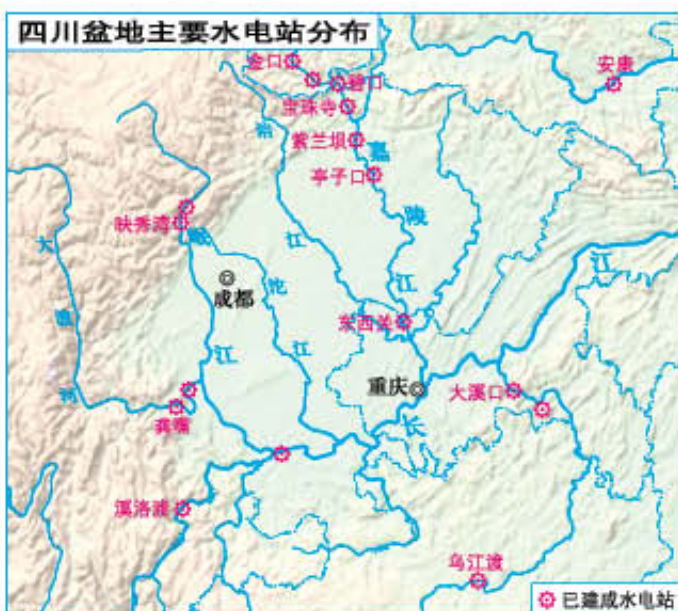 四川盆地主要水电站分布
金口
碧口
安康
宝珠寺
涪
紫兰坝
嘉
亭子口
陵
映秀湾
岷
大
江
江
江
沱
成都
渡
东西关
江
江
重庆
大溪口
河
龚嘴
长
溪洛渡
乌江渡
已建成水电站